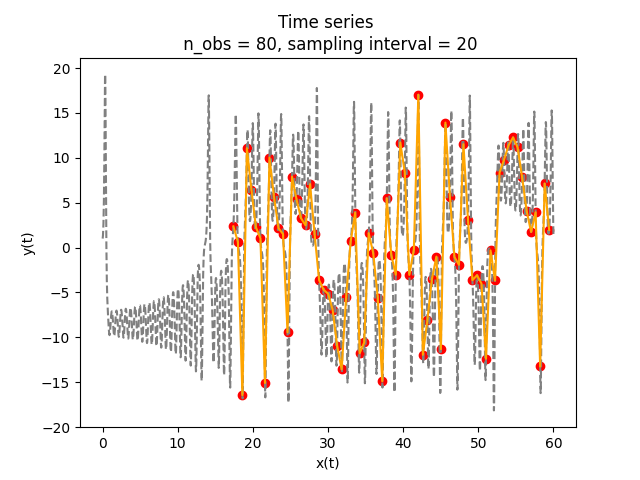 Time series
n_obs = 80, sampling interval = 20
y(t)
20
15
10
5
0
−5
−10
−15
−20
0 10 20 30 40 50 60
x(t)